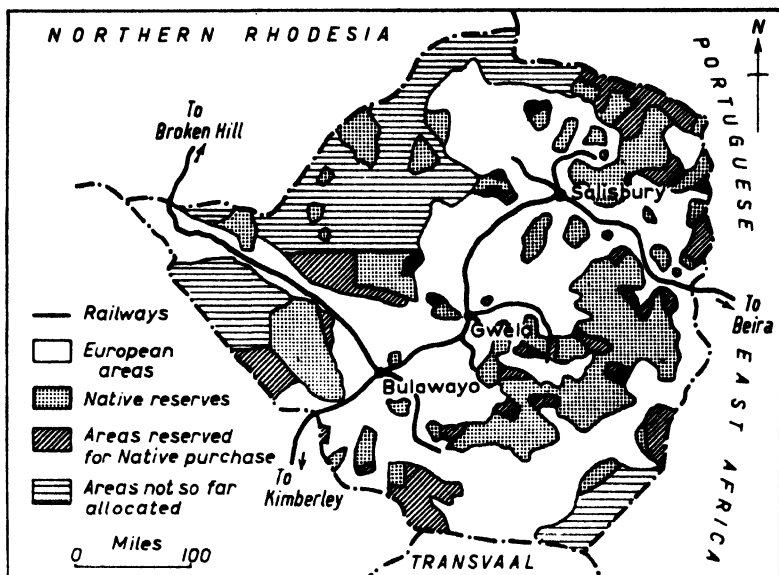 NORTHERN RHODESIA
N
PORTUGUESE
EAST AFRICA
To
Broken Hill
Salisbury
To
Beira
Gwelo
Bulawayo
To
Kimberley
TRANSVAAL
Railways
European
areas
Native reserves
Areas reserved
for Native purchase
Areas not so far
allocated
Miles
0 100